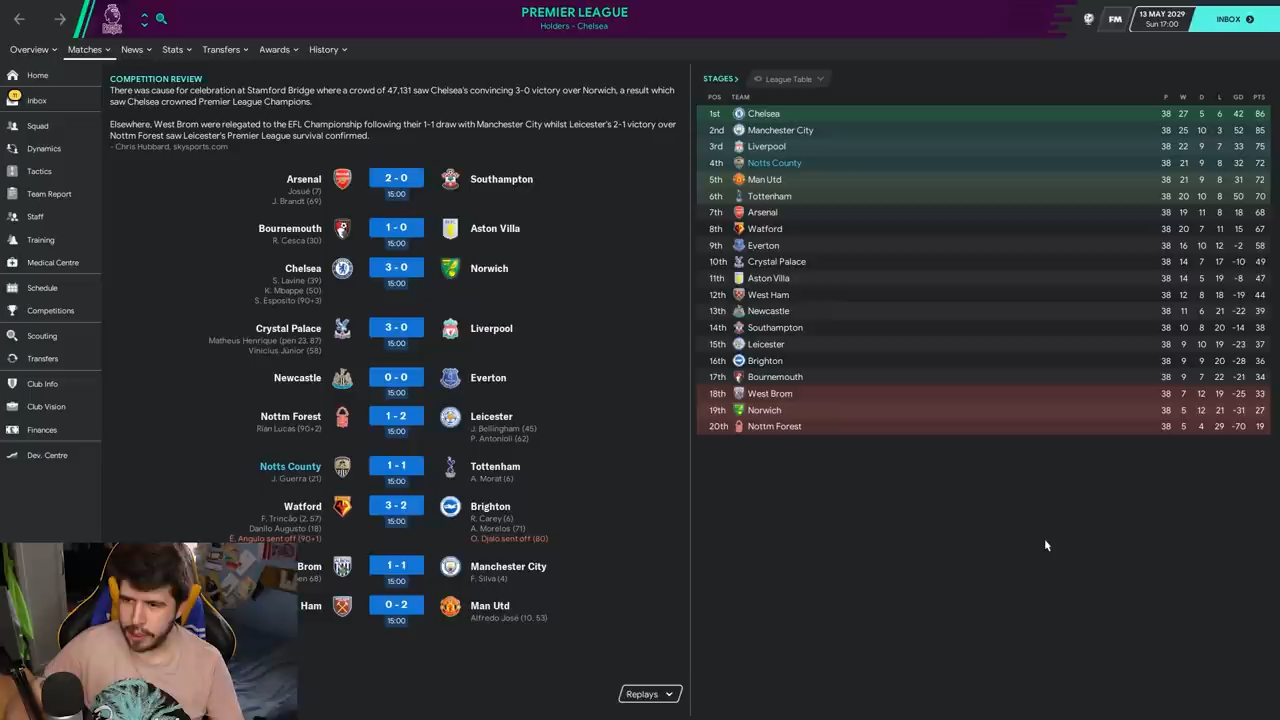 PREMIER LEAGUE
Holders - Chelsea
FM
13 MAY 2029
Sun 17:00
INBOX
Overview
Matches
News
Stats
Transfers
Awards
History
Home
11
Inbox
Squad
Dynamics
Tactics
Team Report
Staff
Training
Medical Centre
Schedule
Competitions
Scouting
Transfers
Club Info
Club Vision
Finances
Dev. Centre
COMPETITION REVIEW
There was cause for celebration at Stamford Bridge where a crowd of 47,131 saw Chelsea's convincing 3-0 victory over Norwich, a result which
saw Chelsea crowned Premier League Champions.
Elsewhere, West Brom were relegated to the EFL Championship following their 1-1 draw with Manchester City whilst Leicester's 2-1 victory over
Nottm Forest saw Leicester's Premier League survival confirmed.
- Chris Hubbard, skysports.com
Arsenal 2 - 0 Southampton
Josué (7) 15:00
J. Brandt (69)
Bournemouth 1 - 0 Aston Villa
R. Cesca (30) 15:00
Chelsea 3 - 0 Norwich
S. Lavine (39) 15:00
K. Mbappe (50)
S. Esposito (90+3)
Crystal Palace 3 - 0 Liverpool
Matheus Henrique (pen 23, 87) 15:00
Vinícius Júnior (58)
Newcastle 0 - 0 Everton
15:00
Nottm Forest 1 - 2 Leicester
Rían Lucas (90+2) 15:00 J. Bellingham (45)
P. Antonioli (62)
Notts County 1 - 1 Tottenham
J. Guerra (21) 15:00 A. Morat (6)
Watford 3 - 2 Brighton
F. Trincão (2, 57) 15:00 R. Carey (6)
Danilo Augusto (18) A. Morelos (71)
É. Angulo sent off (90+1) O. Djalo sent off (80)
Brom 1 - 1 Manchester City
en 68) 15:00 F. Silva (4)
Ham 0 - 2 Man Utd
15:00 Alfredo José (10, 53)
Replays
STAGES> League Table
POS TEAM P W D L GD PTS
1st Chelsea 38 27 5 6 42 86
2nd Manchester City 38 25 10 3 52 85
3rd Liverpool 38 22 9 7 33 75
4th Notts County 38 21 9 8 32 72
5th Man Utd 38 21 9 8 31 72
6th Tottenham 38 20 10 8 50 70
7th Arsenal 38 19 11 8 18 68
8th Watford 38 20 7 11 15 67
9th Everton 38 16 10 12 -2 58
10th Crystal Palace 38 14 7 17 -10 49
11th Aston Villa 38 14 5 19 -8 47
12th West Ham 38 12 8 18 -19 44
13th Newcastle 38 11 6 21 -22 39
14th Southampton 38 10 8 20 -14 38
15th Leicester 38 9 10 19 -23 37
16th Brighton 38 9 9 20 -28 36
17th Bournemouth 38 9 7 22 -21 34
18th West Brom 38 7 12 19 -25 33
19th Norwich 38 5 12 21 -31 27
20th Nottm Forest 38 5 4 29 -70 19